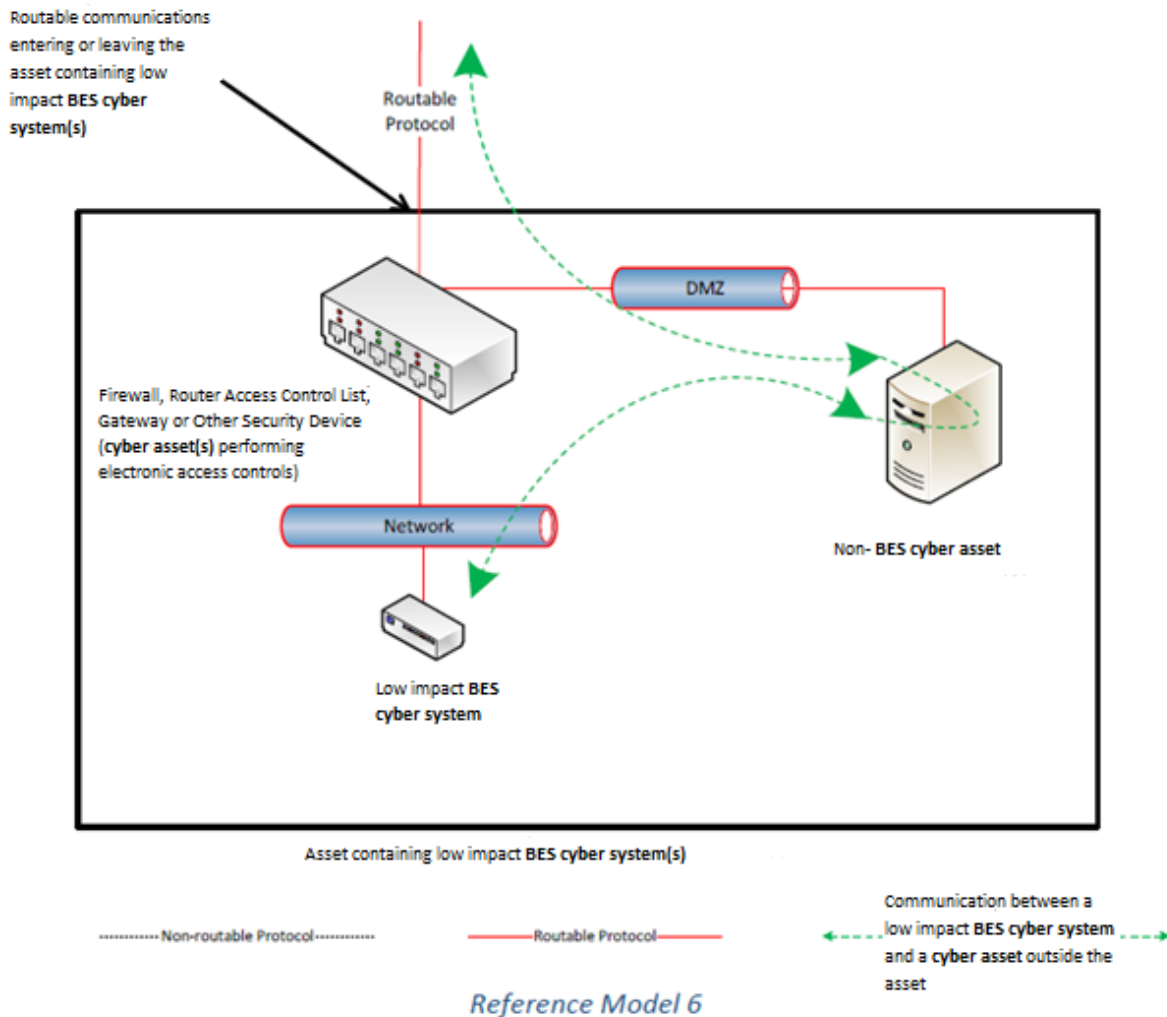 Routable communications
entering or leaving the
asset containing low
impact BES cyber
system(s)
Routable
Protocol
DMZ
Firewall, Router Access Control List,
Gateway or Other Security Device
(cyber asset(s) performing
electronic access controls)
Network
Non- BES cyber asset
Low impact BES
cyber system
Asset containing low impact BES cyber system(s)
Non-routable Protocol
Routable Protocol
Communication between a
low impact BES cyber system
and a cyber asset outside the
asset
Reference Model 6